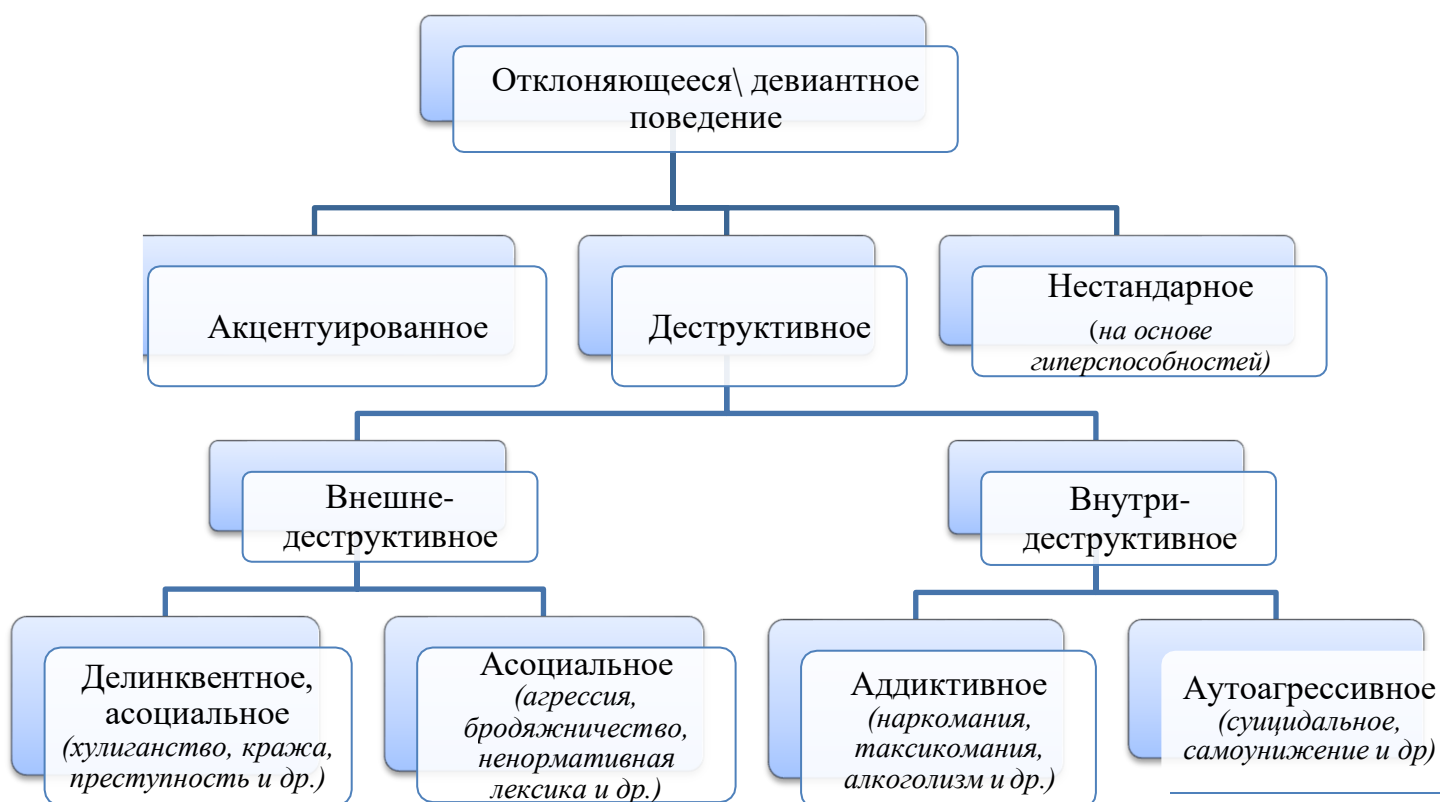 Отклоняющееся\ девиантное
поведение
Акцентуированное
Деструктивное
Нестандарное
(на основе
гиперспособностей)
Внешне-
деструктивное
Внутри-
деструктивное
Делинквентное,
асоциальное
(хулиганство, кража,
преступность и др.)
Асоциальное
(агрессия,
бродяжничество,
ненормативная
лексика и др.)
Аддиктивное
(наркомания,
таксикомания,
алкоголизм и др.)
Аутоагрессивное
(суицидальное,
самоунижение и др)